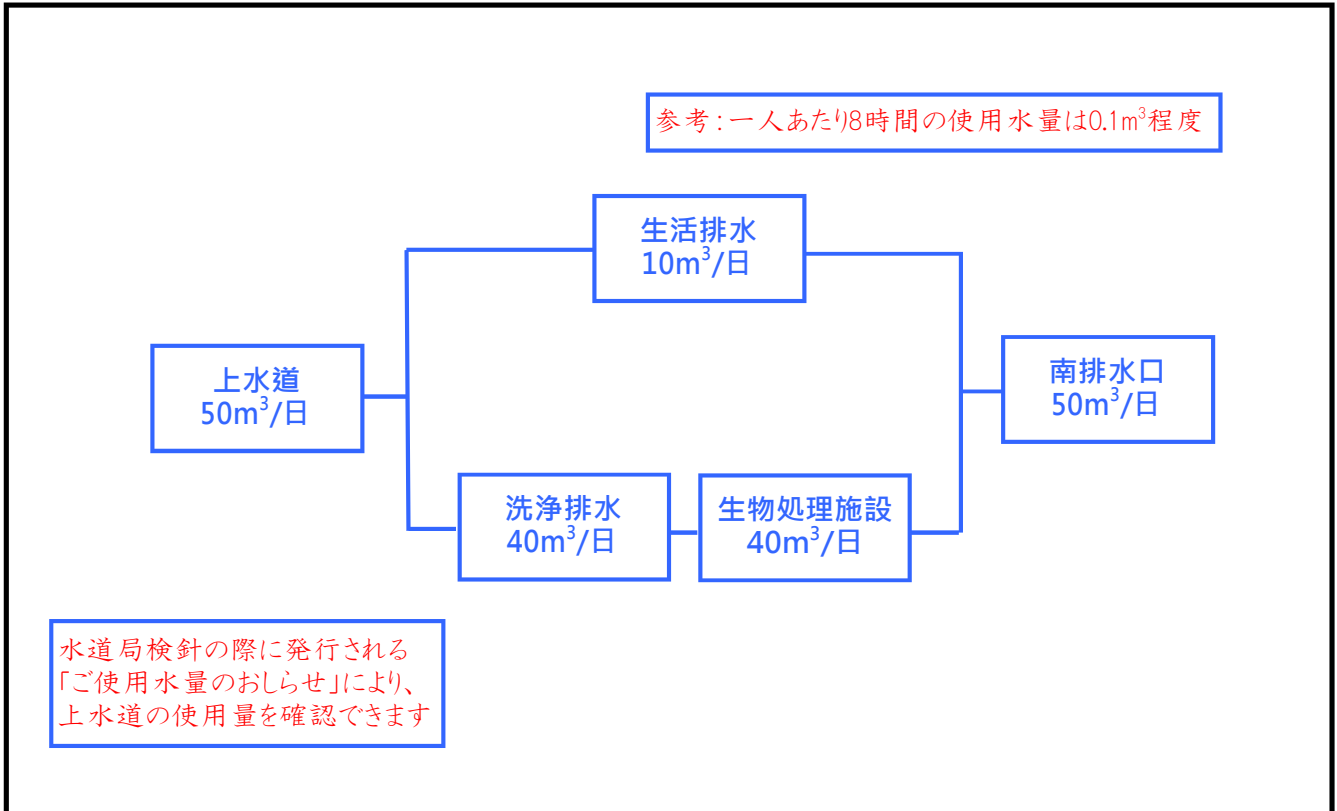 参考：一人あたり8時間の使用水量は0.1m³程度
生活排水
10m³/日
上水道
50m³/日
南排水口
50m³/日
洗浄排水
40m³/日
生物処理施設
40m³/日
水道局検針の際に発行される
「ご使用水量のおしらせ」により、
上水道の使用量を確認できます